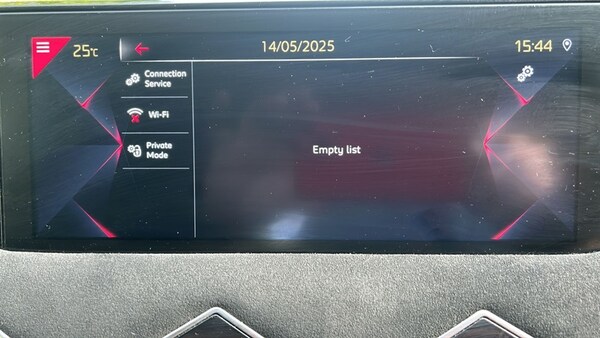 25°C
14/05/2025
15:44
Connection
Service
Wi-Fi
Private
Mode
Empty list